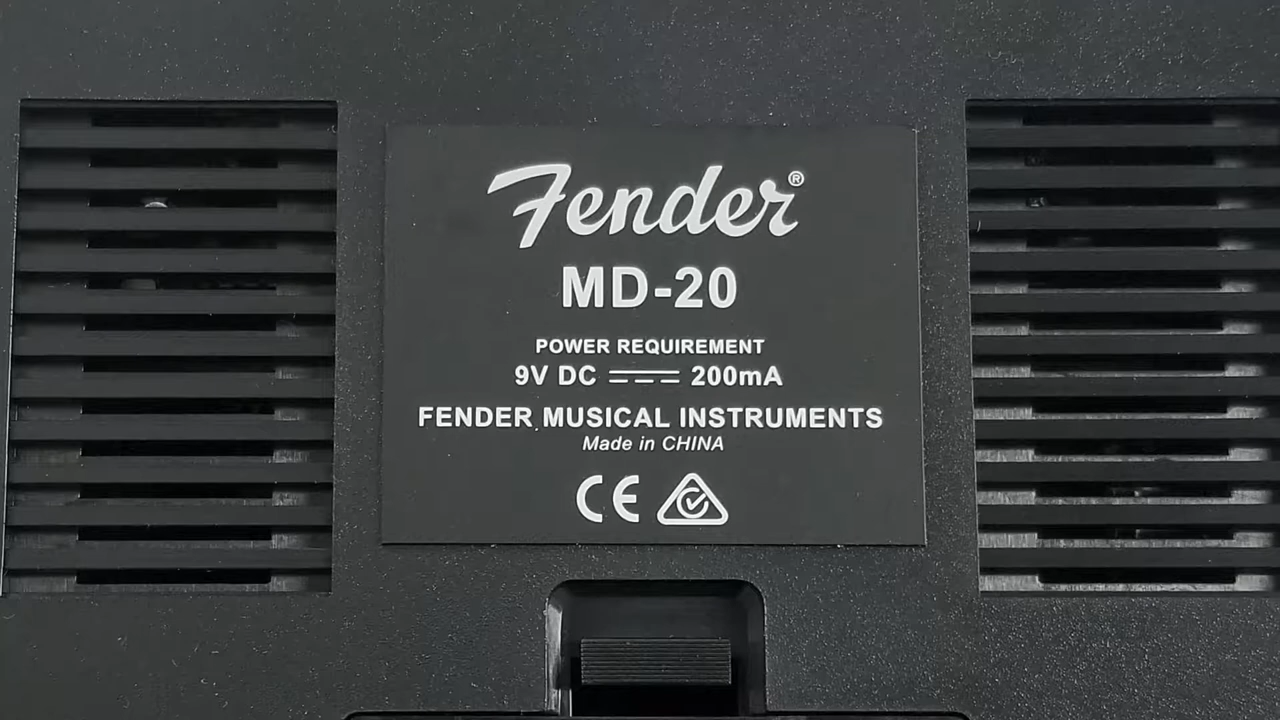 Fender®
MD-20
POWER REQUIREMENT
9V DC ⎓ 200mA
FENDER MUSICAL INSTRUMENTS
Made in CHINA
CE